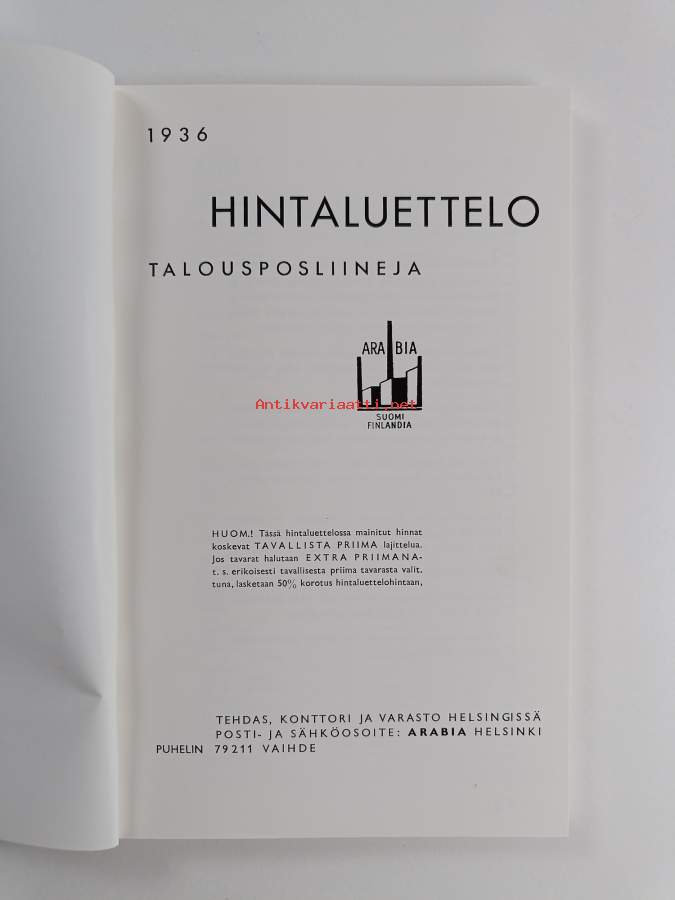 1936
HINTALUETTELO
TALOUSPOSLIINEJA
ARABIA
Antikvariaatti.net
SUOMI
FINLANDIA
HUOM.! Tässä hintaluettelossa mainitut hinnat
koskevat TAVALLISTA PRIIMA lajittelua.
Jos tavarat halutaan EXTRA PRIIMANA-
t. s. erikoisesti tavallisesta priima tavarasta valit,
tuna, lasketaan 50% korotus hintaluettelohintaan,
TEHDAS, KONTTORI JA VARASTO HELSINGISSÄ
POSTI- JA SÄHKÖOSOITE: ARABIA HELSINKI
PUHELIN 79211 VAIHDE